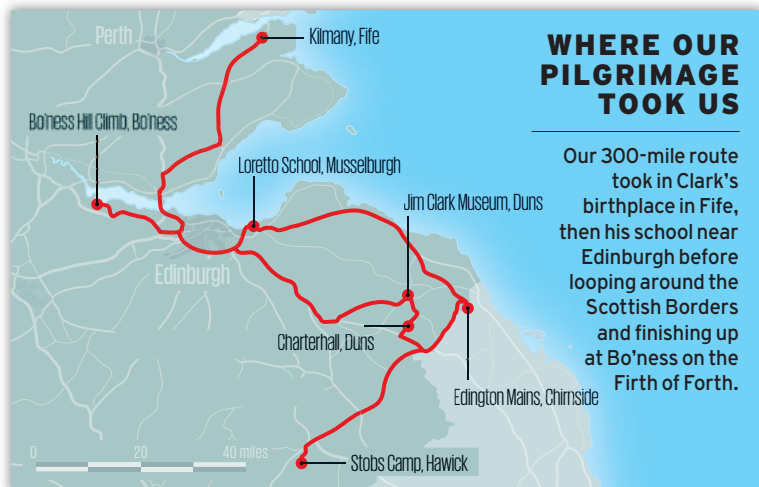 WHERE OUR
PILGRIMAGE
TOOK US
Our 300-mile route
took in Clark's
birthplace in Fife,
then his school near
Edinburgh before
looping around the
Scottish Borders
and finishing up
at Bo'ness on the
Firth of Forth.
Perth
Kilmany, Fife
Bo'ness Hill Climb, Bo'ness
Loretto School, Musselburgh
Jim Clark Museum, Duns
Edinburgh
Charterhall, Duns
Edington Mains, Chirnside
Stobs Camp, Hawick
0 20 40 miles